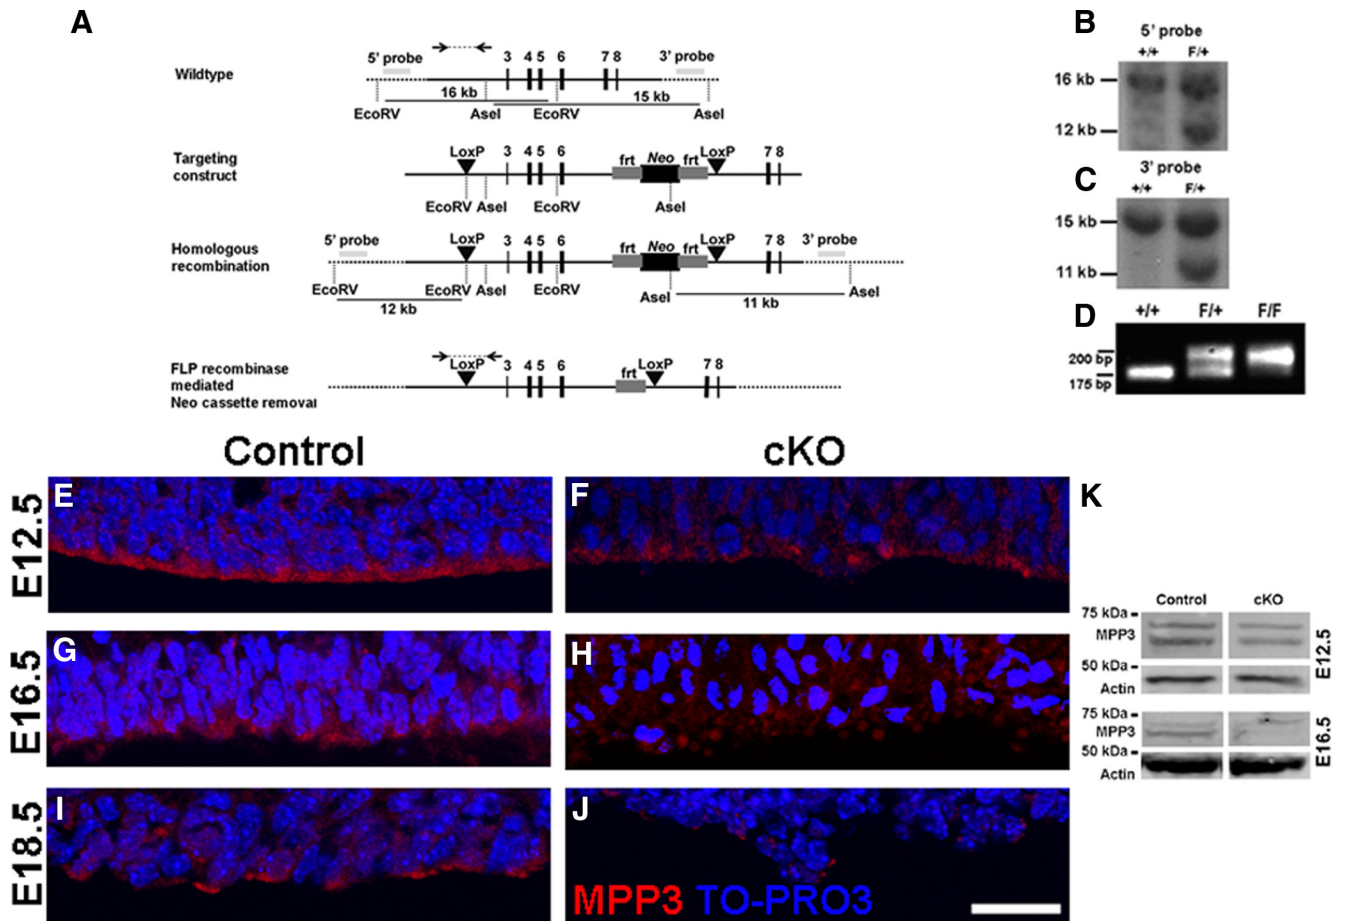 A
5' probe
3 4 5 6 7 8
3' probe
Wildtype
16 kb
15 kb
EcoRV AseI EcoRV AseI
Targeting
construct
LoxP 3 4 5 6 frt Neo frt LoxP 7 8
EcoRV AseI EcoRV AseI
Homologous
recombination
5' probe LoxP 3 4 5 6 frt Neo frt LoxP 7 8 3' probe
EcoRV EcoRV AseI EcoRV AseI AseI
12 kb
11 kb
FLP recombinase
mediated
Neo cassette removal
LoxP 3 4 5 6 frt LoxP 7 8
B
5' probe
+/+ F/+
16 kb
12 kb
C
3' probe
+/+ F/+
15 kb
11 kb
D
+/+ F/+ F/F
200 bp
175 bp
Control
cKO
E12.5
E
F
E16.5
G
H
E18.5
I
J
MPP3 TO-PRO3
K
Control cKO
75 kDa
MPP3
50 kDa
Actin
E12.5
75 kDa
MPP3
50 kDa
Actin
E16.5